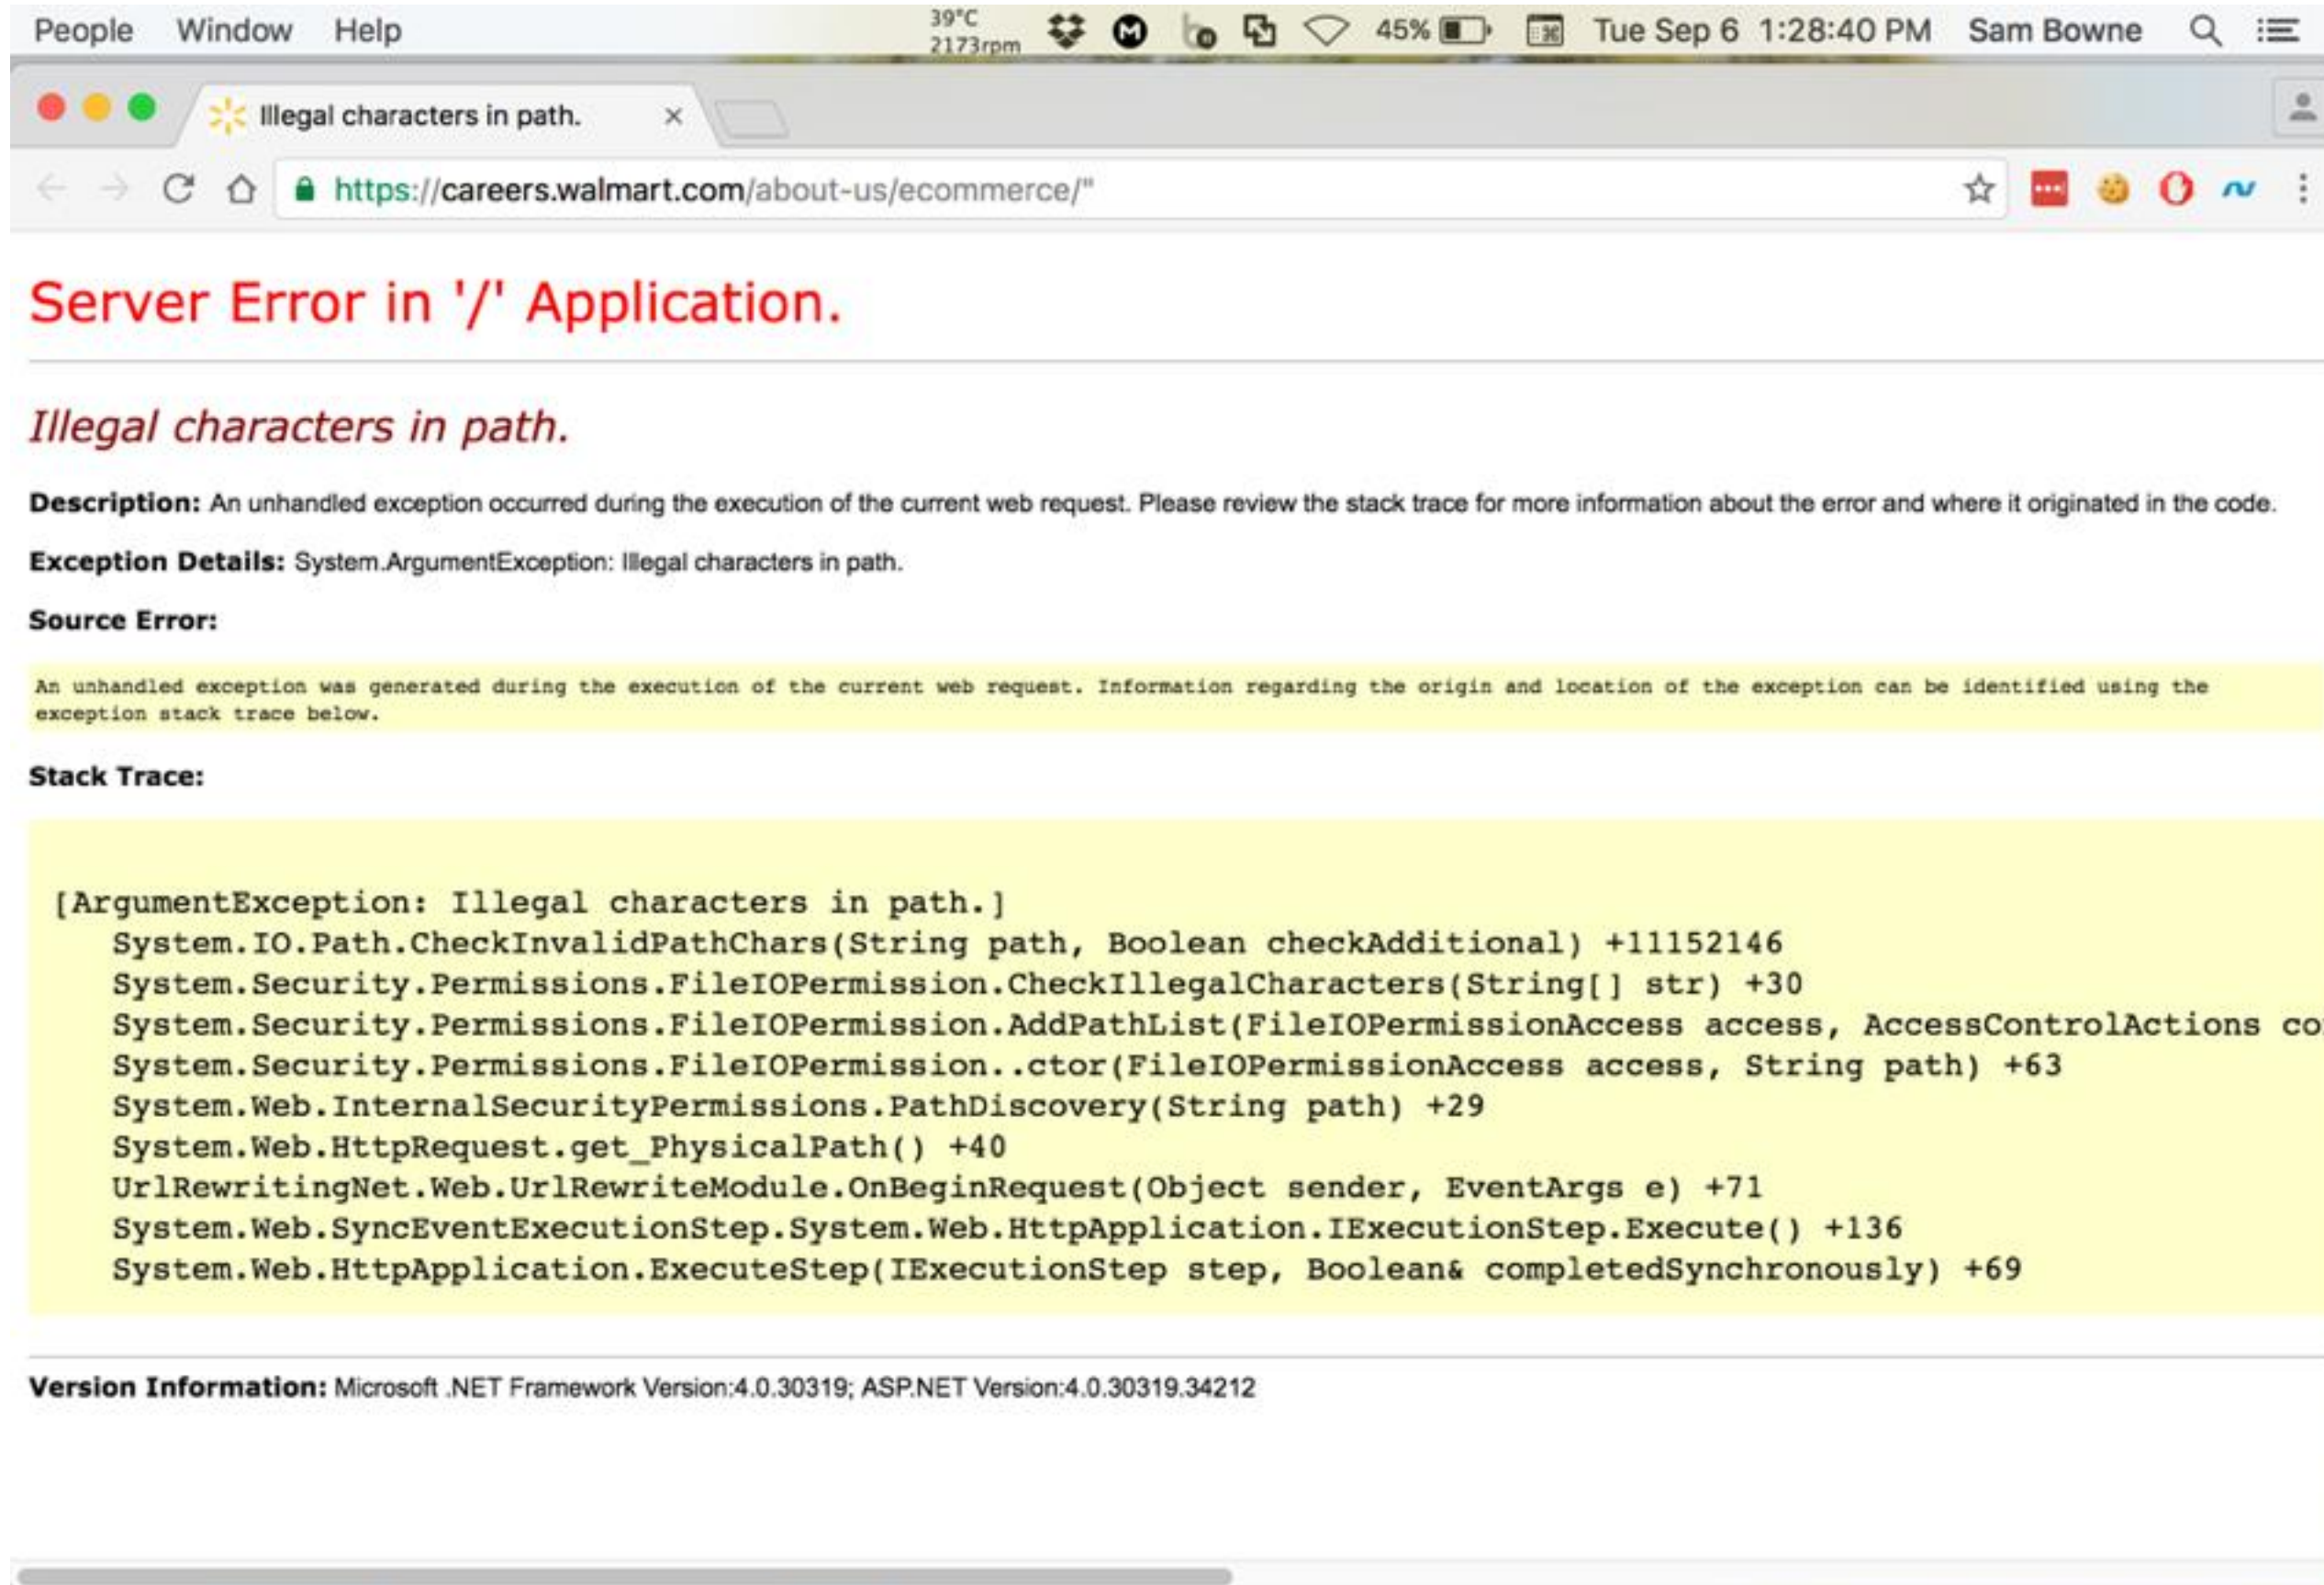 People Window Help 39°C 2173rpm 45% Tue Sep 6 1:28:40 PM Sam Bowne
Illegal characters in path.
https://careers.walmart.com/about-us/ecommerce/"
Server Error in '/' Application.
Illegal characters in path.
Description: An unhandled exception occurred during the execution of the current web request. Please review the stack trace for more information about the error and where it originated in the code.
Exception Details: System.ArgumentException: Illegal characters in path.
Source Error:
An unhandled exception was generated during the execution of the current web request. Information regarding the origin and location of the exception can be identified using the
exception stack trace below.
Stack Trace:
[ArgumentException: Illegal characters in path.]
System.IO.Path.CheckInvalidPathChars(String path, Boolean checkAdditional) +11152146
System.Security.Permissions.FileIOPermission.CheckIllegalCharacters(String[] str) +30
System.Security.Permissions.FileIOPermission.AddPathList(FileIOPermissionAccess access, AccessControlActions
System.Security.Permissions.FileIOPermission..ctor(FileIOPermissionAccess access, String path) +63
System.Web.InternalSecurityPermissions.PathDiscovery(String path) +29
System.Web.HttpRequest.get_PhysicalPath() +40
UrlRewritingNet.Web.UrlRewriteModule.OnBeginRequest(Object sender, EventArgs e) +71
System.Web.SyncEventExecutionStep.System.Web.HttpApplication.IExecutionStep.Execute() +136
System.Web.HttpApplication.ExecuteStep(IExecutionStep step, Boolean& completedSynchronously) +69
Version Information: Microsoft .NET Framework Version:4.0.30319; ASP.NET Version:4.0.30319.34212